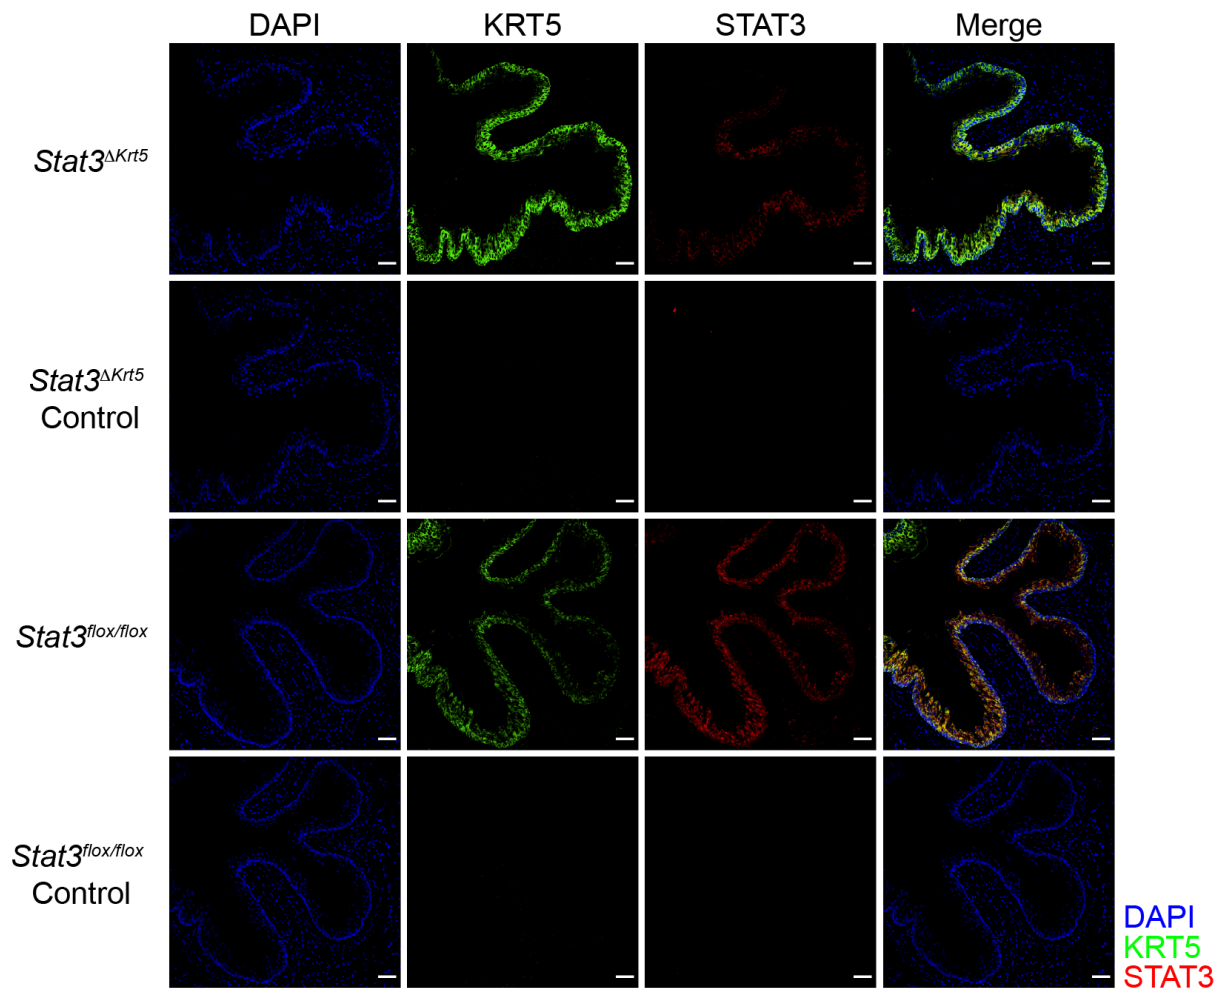 DAPI KRT5 STAT3 Merge
Stat3ΔKrt5
Stat3ΔKrt5
Control
Stat3flox/flox
Stat3flox/flox
Control
DAPI
KRT5
STAT3